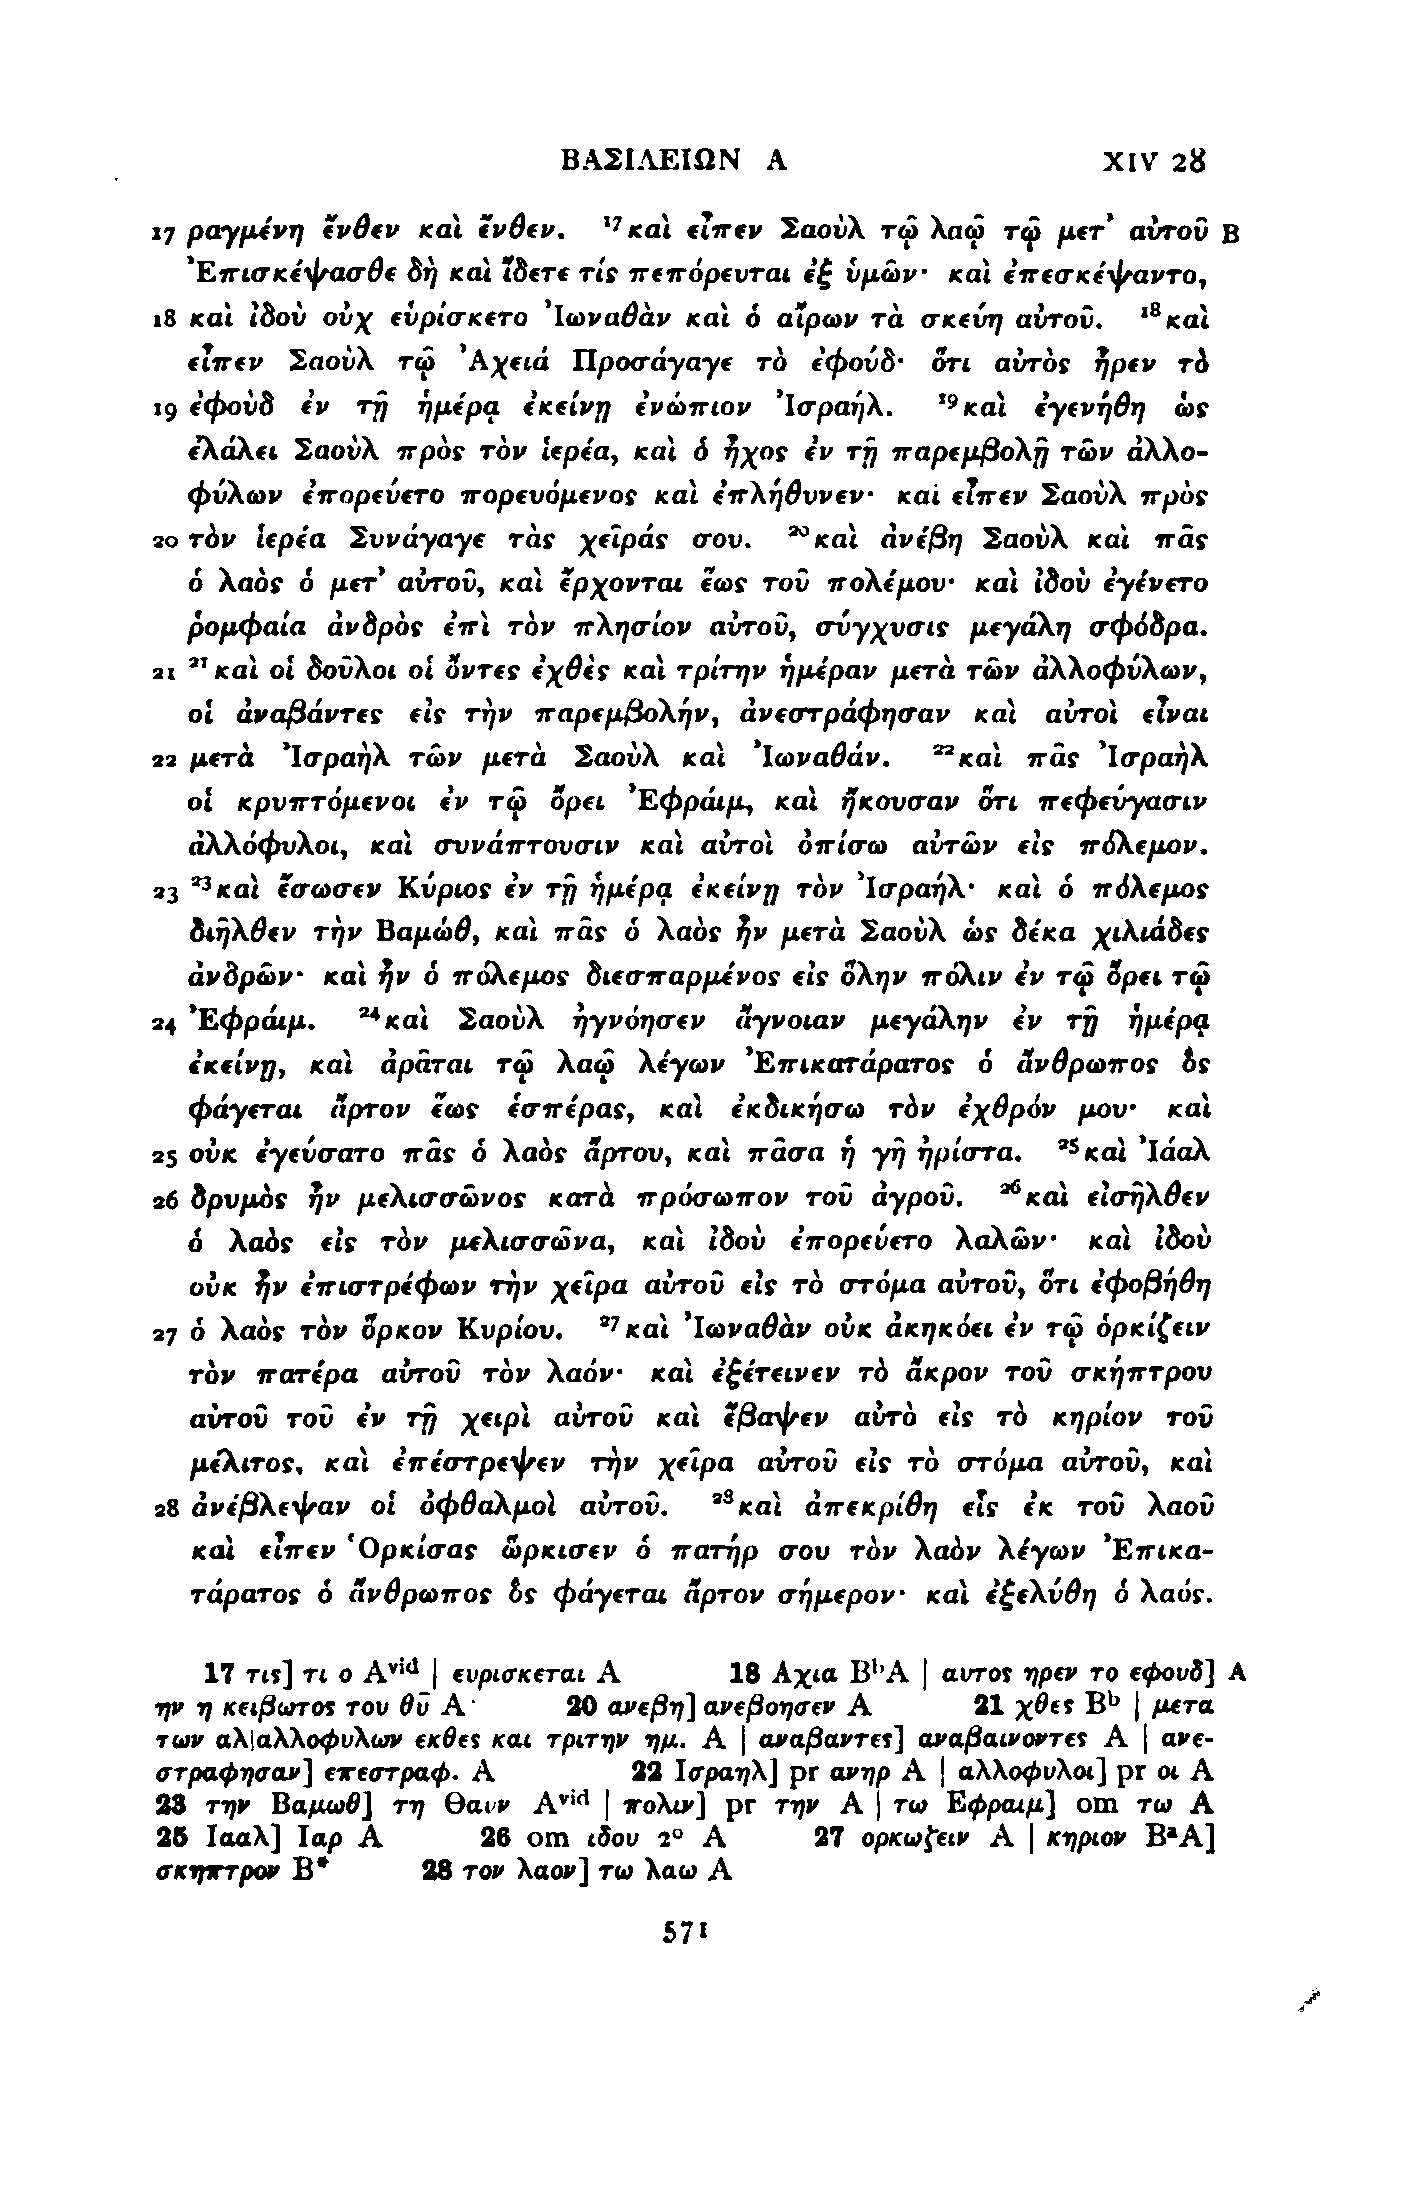 ΒΑΣΙΛΕΙΩΝ Α XIV 28
17 ραγμένη ἔνθεν καὶ ἔνθεν. ¹⁷καὶ εἶπεν Σαοὺλ τῷ λαῷ τῷ μετ᾽ αὐτοῦ B
Ἐπισκέψασθε δὴ καὶ ἴδετε τίς πεπόρευται ἐξ ὑμῶν· καὶ ἐπεσκέψαντο,
18 καὶ ἰδοὺ οὐχ εὑρίσκετο Ἰωναθὰν καὶ ὁ αἴρων τὰ σκεύη αὐτοῦ. ¹⁸καὶ
εἶπεν Σαοὺλ τῷ Ἀχειά Προσάγαγε τὸ ἐφούδ· ὅτι αὐτὸς ἦρεν τὸ
19 ἐφοὺδ ἐν τῇ ἡμέρᾳ ἐκείνῃ ἐνώπιον Ἰσραήλ. ¹⁹καὶ ἐγενήθη ὡς
ἐλάλει Σαοὺλ πρὸς τὸν ἱερέα, καὶ ὁ ἦχος ἐν τῇ παρεμβολῇ τῶν ἀλλο-
φύλων ἐπορεύετο πορευόμενος καὶ ἐπλήθυνεν· καὶ εἶπεν Σαοὺλ πρὸς
20 τὸν ἱερέα Συνάγαγε τὰς χεῖράς σου. ²⁰καὶ ἀνέβη Σαοὺλ καὶ πᾶς
ὁ λαὸς ὁ μετ᾽ αὐτοῦ, καὶ ἔρχονται ἕως τοῦ πολέμου· καὶ ἰδοὺ ἐγένετο
ῥομφαία ἀνδρὸς ἐπὶ τὸν πλησίον αὐτοῦ, σύγχυσις μεγάλη σφόδρα.
21 ²¹καὶ οἱ δοῦλοι οἱ ὄντες ἐχθὲς καὶ τρίτην ἡμέραν μετὰ τῶν ἀλλοφύλων,
οἱ ἀναβάντες εἰς τὴν παρεμβολήν, ἀνεστράφησαν καὶ αὐτοὶ εἶναι
22 μετὰ Ἰσραὴλ τῶν μετὰ Σαοὺλ καὶ Ἰωναθάν. ²²καὶ πᾶς Ἰσραὴλ
οἱ κρυπτόμενοι ἐν τῷ ὄρει Ἐφράιμ, καὶ ἤκουσαν ὅτι πεφεύγασιν
ἀλλόφυλοι, καὶ συνάπτουσιν καὶ αὐτοὶ ὀπίσω αὐτῶν εἰς πόλεμον.
23 ²³καὶ ἔσωσεν Κύριος ἐν τῇ ἡμέρᾳ ἐκείνῃ τὸν Ἰσραήλ· καὶ ὁ πόλεμος
διῆλθεν τὴν Βαμώθ, καὶ πᾶς ὁ λαὸς ἦν μετὰ Σαοὺλ ὡς δέκα χιλιάδες
ἀνδρῶν· καὶ ἦν ὁ πόλεμος διεσπαρμένος εἰς ὅλην πόλιν ἐν τῷ ὄρει τῷ
24 Ἐφράιμ. ²⁴καὶ Σαοὺλ ἠγνόησεν ἄγνοιαν μεγάλην ἐν τῇ ἡμέρᾳ
ἐκείνῃ, καὶ ἀρᾶται τῷ λαῷ λέγων Ἐπικατάρατος ὁ ἄνθρωπος ὃς
φάγεται ἄρτον ἕως ἑσπέρας, καὶ ἐκδικήσω τὸν ἐχθρόν μου· καὶ
25 οὐκ ἐγεύσατο πᾶς ὁ λαὸς ἄρτου, καὶ πᾶσα ἡ γῆ ἠρίστα. ²⁵καὶ Ἰάαλ
26 δρυμὸς ἦν μελισσῶνος κατὰ πρόσωπον τοῦ ἀγροῦ. ²⁶καὶ εἰσῆλθεν
ὁ λαὸς εἰς τὸν μελισσῶνα, καὶ ἰδοὺ ἐπορεύετο λαλῶν· καὶ ἰδοὺ
οὐκ ἦν ἐπιστρέφων τὴν χεῖρα αὐτοῦ εἰς τὸ στόμα αὐτοῦ, ὅτι ἐφοβήθη
27 ὁ λαὸς τὸν ὅρκον Κυρίου. ²⁷καὶ Ἰωναθὰν οὐκ ἀκηκόει ἐν τῷ ὁρκίζειν
τὸν πατέρα αὐτοῦ τὸν λαόν· καὶ ἐξέτεινεν τὸ ἄκρον τοῦ σκήπτρου
αὐτοῦ τοῦ ἐν τῇ χειρὶ αὐτοῦ καὶ ἔβαψεν αὐτὸ εἰς τὸ κηρίον τοῦ
μέλιτος, καὶ ἐπέστρεψεν τὴν χεῖρα αὐτοῦ εἰς τὸ στόμα αὐτοῦ, καὶ
28 ἀνέβλεψαν οἱ ὀφθαλμοὶ αὐτοῦ. ²⁸καὶ ἀπεκρίθη εἷς ἐκ τοῦ λαοῦ
καὶ εἶπεν Ὁρκίσας ὥρκισεν ὁ πατήρ σου τὸν λαὸν λέγων Ἐπικα-
τάρατος ὁ ἄνθρωπος ὃς φάγεται ἄρτον σήμερον· καὶ ἐξελύθη ὁ λαός.
17 τις] τι ο Aᵛⁱᵈ | ευρισκεται A 18 Αχια BᵇA | αυτος ηρεν το εφουδ] A
ην η κειβωτος του θῡ A 20 ανεβη] ανεβοησεν A 21 χθες Bᵇ | μετα
των αλ|αλλοφυλων εκθες και τριτην ημ. A | αναβαντες] αναβαινοντες A | ανε-
στραφησαν] επεστραφ. A 22 Ισραηλ] pr ανηρ A | αλλοφυλοι] pr οι A
23 την Βαμωθ] τη Θαυν Aᵛⁱᵈ | πολιν] pr την A | τω Εφραιμ] om τω A
25 Ιααλ] Ιαρ A 26 om ιδου 2° A 27 ορκωζειν A | κηριον BᵃA]
σκηπτρον B* 28 τον λαον] τω λαω A
571